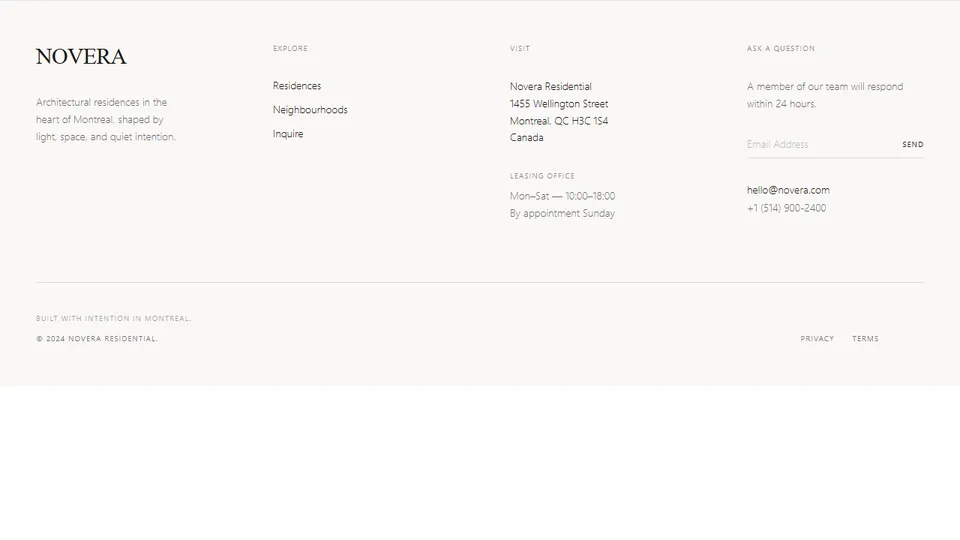 NOVERA
Architectural residences in the
heart of Montreal, shaped by
light, space, and quiet intention.
EXPLORE
Residences
Neighbourhoods
Inquire
VISIT
Novera Residential
1455 Wellington Street
Montreal, QC H3C 1S4
Canada
LEASING OFFICE
Mon–Sat — 10:00–18:00
By appointment Sunday
ASK A QUESTION
A member of our team will respond
within 24 hours.
Email Address
SEND
hello@novera.com
+1 (514) 900-2400
BUILT WITH INTENTION IN MONTREAL.
© 2024 NOVERA RESIDENTIAL.
PRIVACY
TERMS